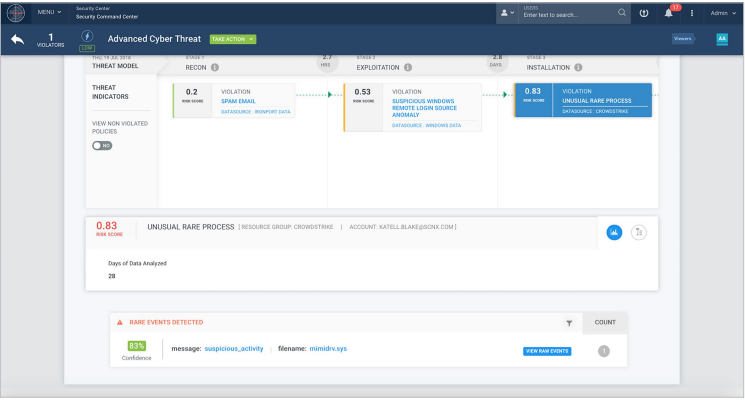 MENU
Security Center
Security Command Center
USERS
Enter text to search...
17
Admin
1
VIOLATORS
LOW
Advanced Cyber Threat
TAKE ACTION
Viewers
AA
THU, 19 JUL, 2018
THREAT MODEL
STAGE 1
RECON
2.7
HRS
STAGE 2
EXPLOITATION
2.8
DAYS
STAGE 3
INSTALLATION
THREAT
INDICATORS
VIEW NON VIOLATED
POLICIES
NO
0.2
RISK SCORE
VIOLATION
SPAM EMAIL
DATASOURCE : IRONPORT DATA
0.53
RISK SCORE
VIOLATION
SUSPICIOUS WINDOWS
REMOTE LOGIN SOURCE
ANOMALY
DATASOURCE : WINDOWS DATA
0.83
RISK SCORE
VIOLATION
UNUSUAL RARE PROCESS
DATASOURCE : CROWDSTRIKE
0.83
RISK SCORE
UNUSUAL RARE PROCESS [ RESOURCE GROUP: CROWDSTRIKE | ACCOUNT: KATELL.BLAKE@SCNX.COM ]
Days of Data Analyzed
28
RARE EVENTS DETECTED
COUNT
83%
Confidence
message: suspicious_activity | filename: mimidrv.sys
VIEW RAW EVENTS
1